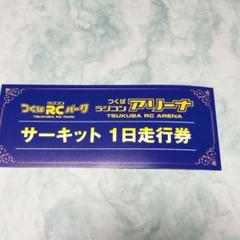 ラジコン
つくばRCパーク
TSUKUBA RC PARK
つくば
ラジコンアリーナ
TSUKUBA RC ARENA
サーキット 1日走行券